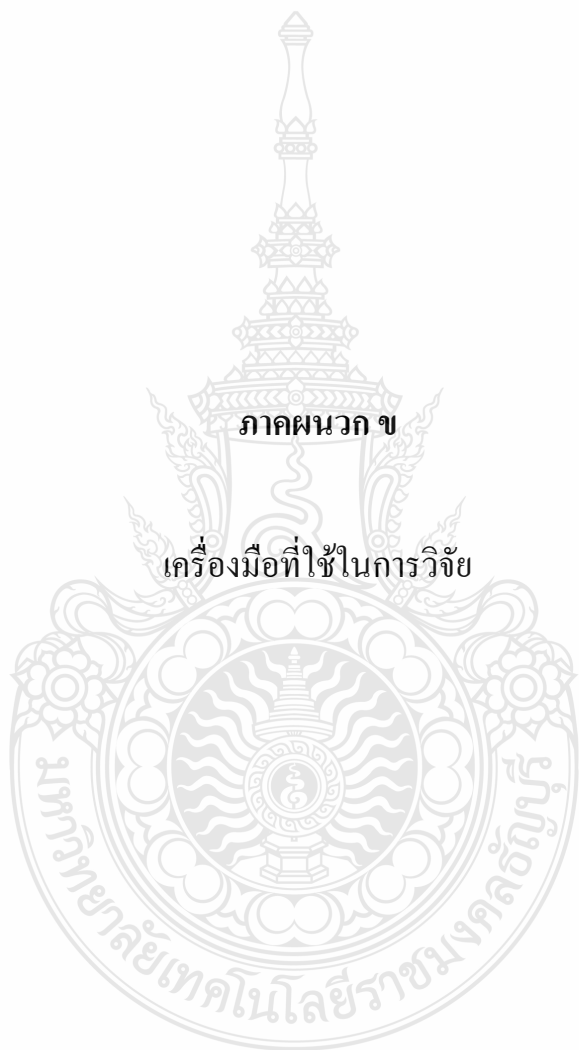 ภาคผนวก ข
เครื่องมือที่ใช้ในการวิจัย
มหาวิทยาลัยเทคโนโลยีราชมงคลธัญบุรี